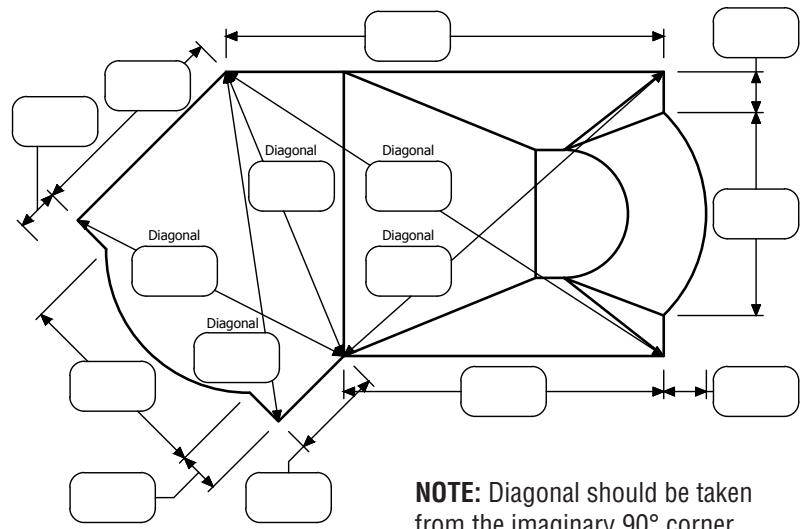 Diagonal
Diagonal
Diagonal
Diagonal
Diagonal
NOTE: Diagonal should be taken
from the imaginary 90° corner